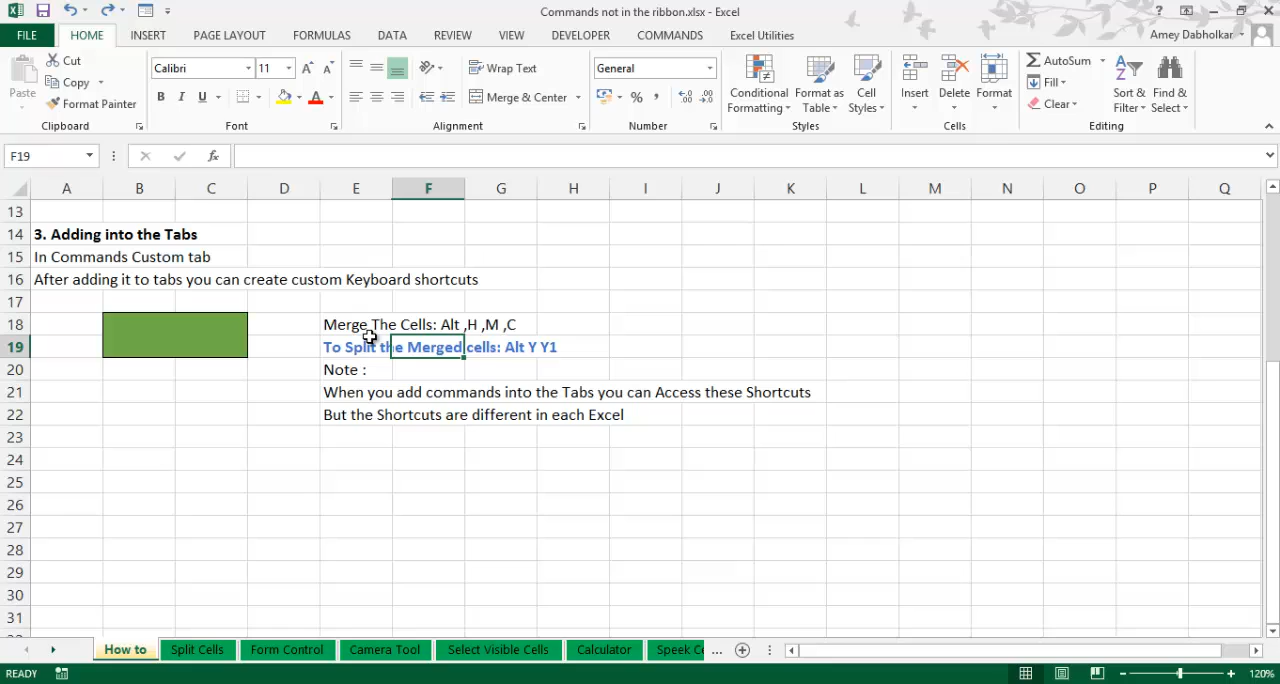 Commands not in the ribbon.xlsx - Excel
?
FILE HOME INSERT PAGE LAYOUT FORMULAS DATA REVIEW VIEW DEVELOPER COMMANDS Excel Utilities Amey Dabholkar
Paste Cut Copy Format Painter
Calibri 11 B I U A
Wrap Text Merge & Center
General % ,
Conditional Formatting Format as Table Cell Styles
Insert Delete Format
AutoSum Fill Clear Sort & Filter Find & Select
Clipboard Font Alignment Number Styles Cells Editing
F19 fx
A B C D E F G H I J K L M N O P Q
13
14 3. Adding into the Tabs
15 In Commands Custom tab
16 After adding it to tabs you can create custom Keyboard shortcuts
17
18 Merge The Cells: Alt ,H ,M ,C
19 To Split the Merged cells: Alt Y Y1
20 Note :
21 When you add commands into the Tabs you can Access these Shortcuts
22 But the Shortcuts are different in each Excel
23
24
25
26
27
28
29
30
31
How to Split Cells Form Control Camera Tool Select Visible Cells Calculator Speek Ce ...
READY 120%